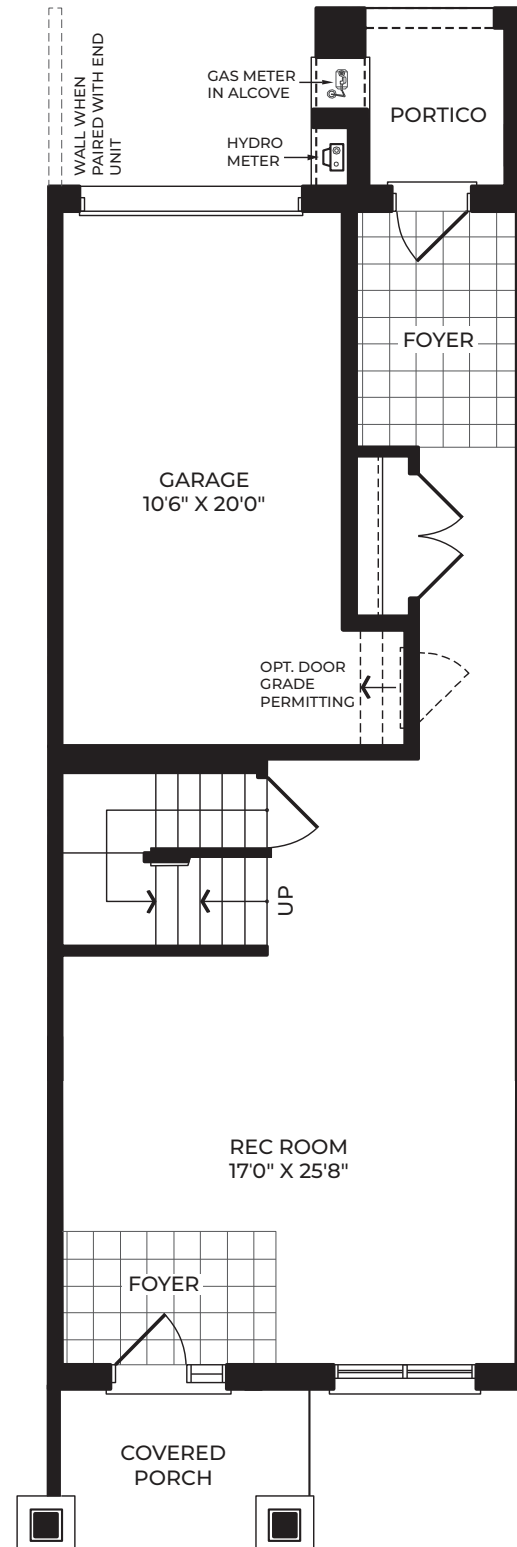 WALL WHEN
PAIRED WITH END
UNIT
GAS METER
IN ALCOVE
HYDRO
METER
PORTICO
FOYER
GARAGE
10'6" X 20'0"
OPT. DOOR
GRADE
PERMITTING
UP
REC ROOM
17'0" X 25'8"
FOYER
COVERED
PORCH